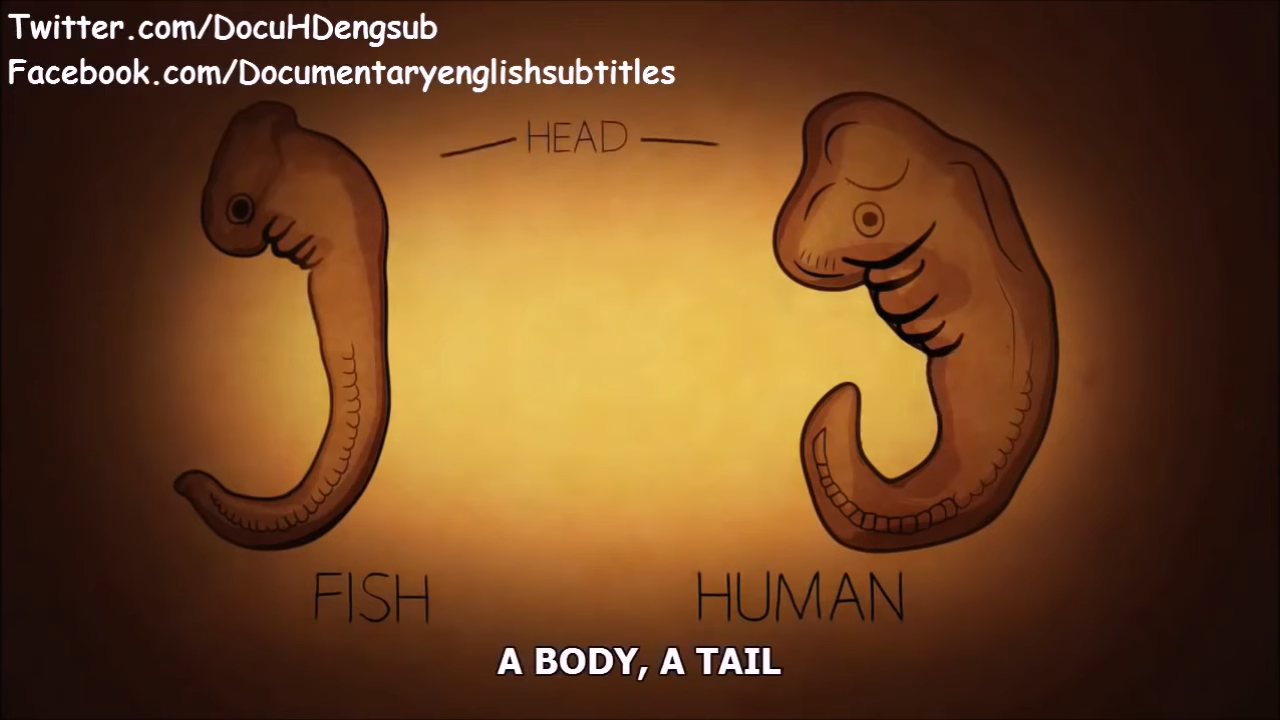 Twitter.com/DocuHDengsub
Facebook.com/Documentaryenglishsubtitles
HEAD
FISH HUMAN
A BODY, A TAIL